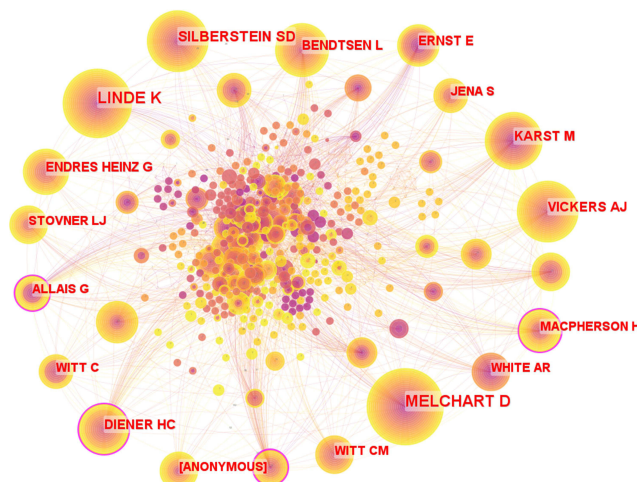 SILBERSTEIN SD
BENDTSEN L
ERNST E
LINDE K
JENA S
KARST M
ENDRES HEINZ G
VICKERS AJ
STOVNER LJ
ALLAIS G
MACPHERSON H
WITT C
WHITE AR
MELCHART D
DIENER HC
WITT CM
[ANONYMOUS]